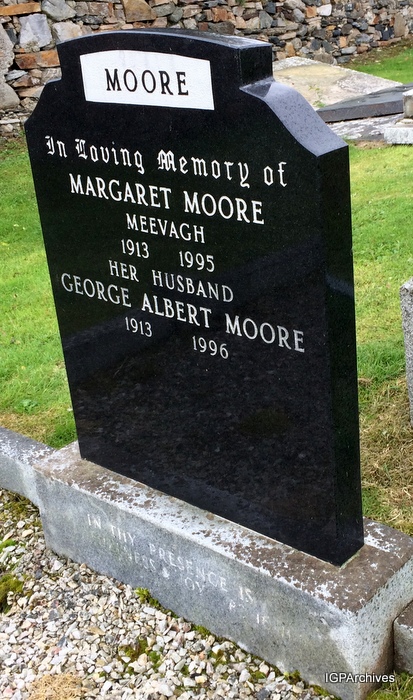 MOORE
In Loving Memory of
MARGARET MOORE
MEEVAGH
1913 1995
HER HUSBAND
GEORGE ALBERT MOORE
1913 1996
IN THY PRESENCE IS
JOY
IGPArchives